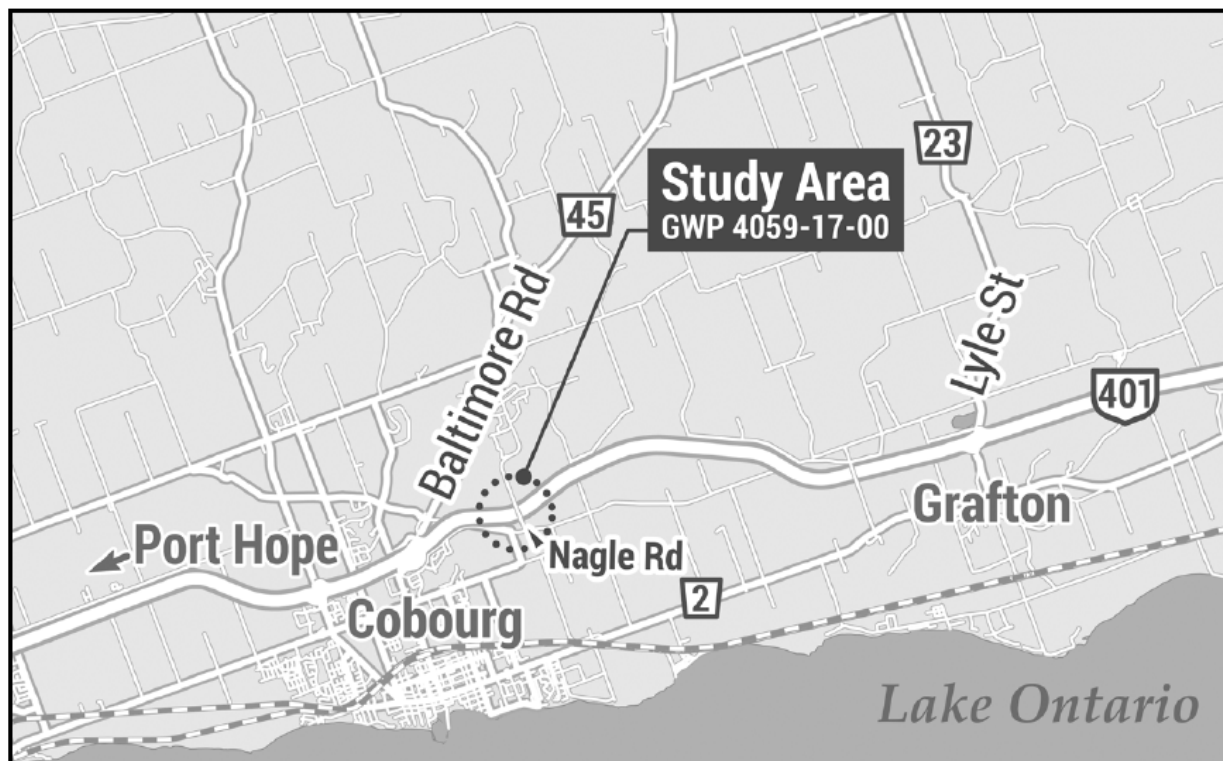 23
Study Area
GWP 4059-17-00
45
Baltimore Rd
Lyle St
401
Grafton
Port Hope
Nagle Rd
2
Cobourg
Lake Ontario